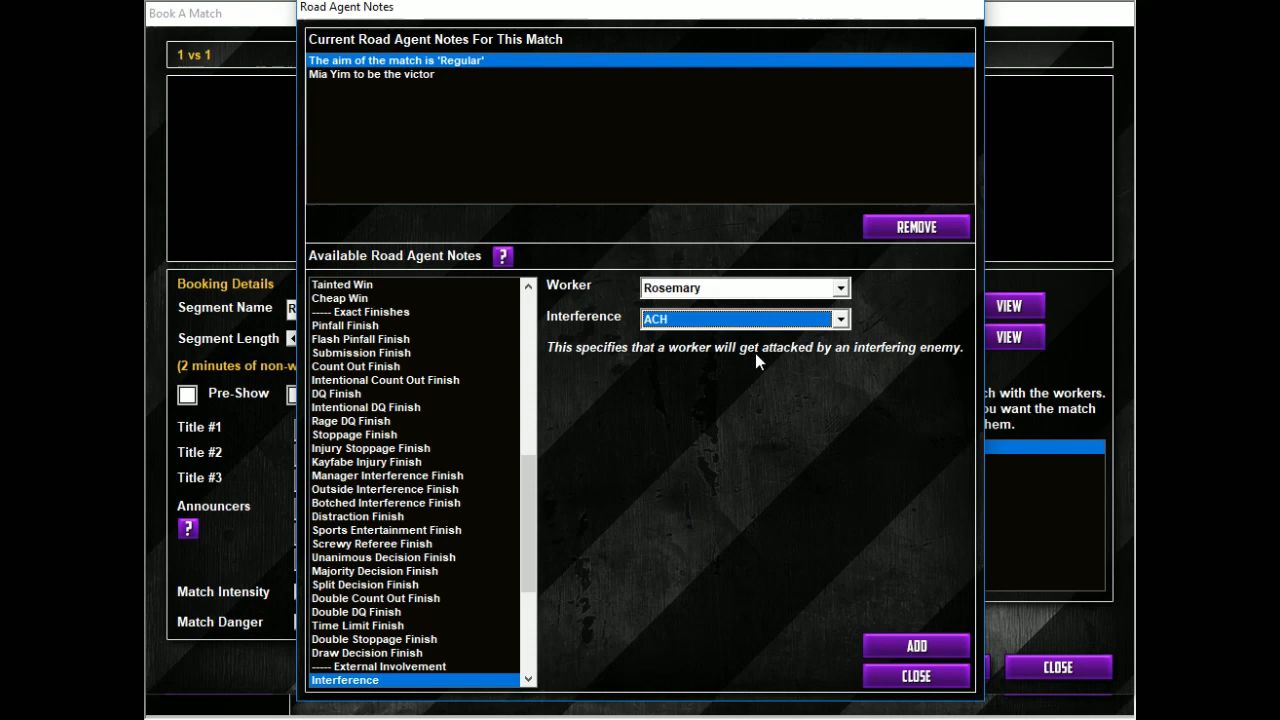 Book A Match
Road Agent Notes
1 vs 1
Current Road Agent Notes For This Match
The aim of the match is 'Regular'
Mia Yim to be the victor
REMOVE
Available Road Agent Notes ?
Tainted Win
Cheap Win
----- Exact Finishes
Pinfall Finish
Flash Pinfall Finish
Submission Finish
Count Out Finish
Intentional Count Out Finish
DQ Finish
Intentional DQ Finish
Rage DQ Finish
Stoppage Finish
Injury Stoppage Finish
Kayfabe Injury Finish
Manager Interference Finish
Outside Interference Finish
Botched Interference Finish
Distraction Finish
Sports Entertainment Finish
Screwy Referee Finish
Unanimous Decision Finish
Majority Decision Finish
Split Decision Finish
Double Count Out Finish
Double DQ Finish
Time Limit Finish
Double Stoppage Finish
Draw Decision Finish
----- External Involvement
Interference
Worker Rosemary
Interference ACH
This specifies that a worker will get attacked by an interfering enemy.
ADD
CLOSE
Booking Details
Segment Name R
Segment Length
(2 minutes of non-w
Pre-Show
Title #1
Title #2
Title #3
Announcers
?
Match Intensity
Match Danger
VIEW
VIEW
ch with the workers.
ou want the match
hem.
CLOSE